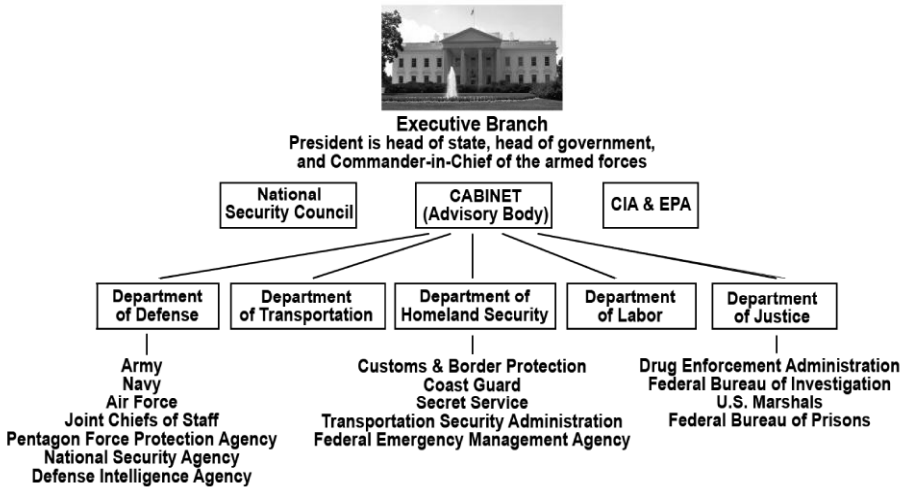 Executive Branch
President is head of state, head of government,
and Commander-in-Chief of the armed forces
National
Security Council
CABINET
(Advisory Body)
CIA & EPA
Department
of Defense
Department
of Transportation
Department of
Homeland Security
Department
of Labor
Department
of Justice
Army
Navy
Air Force
Joint Chiefs of Staff
Pentagon Force Protection Agency
National Security Agency
Defense Intelligence Agency
Customs & Border Protection
Coast Guard
Secret Service
Transportation Security Administration
Federal Emergency Management Agency
Drug Enforcement Administration
Federal Bureau of Investigation
U.S. Marshals
Federal Bureau of Prisons